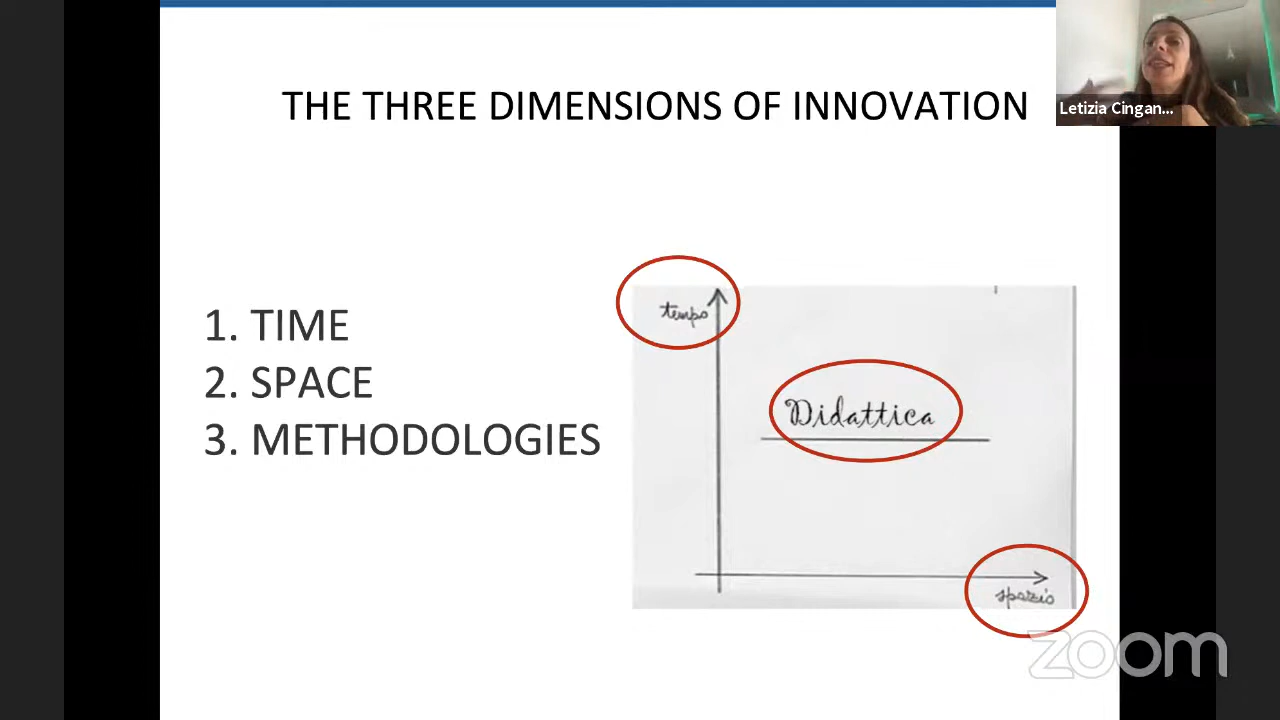 THE THREE DIMENSIONS OF INNOVATION
Letizia Cingan...
1. TIME
2. SPACE
3. METHODOLOGIES
tempo
Didattica
spazio
zoom